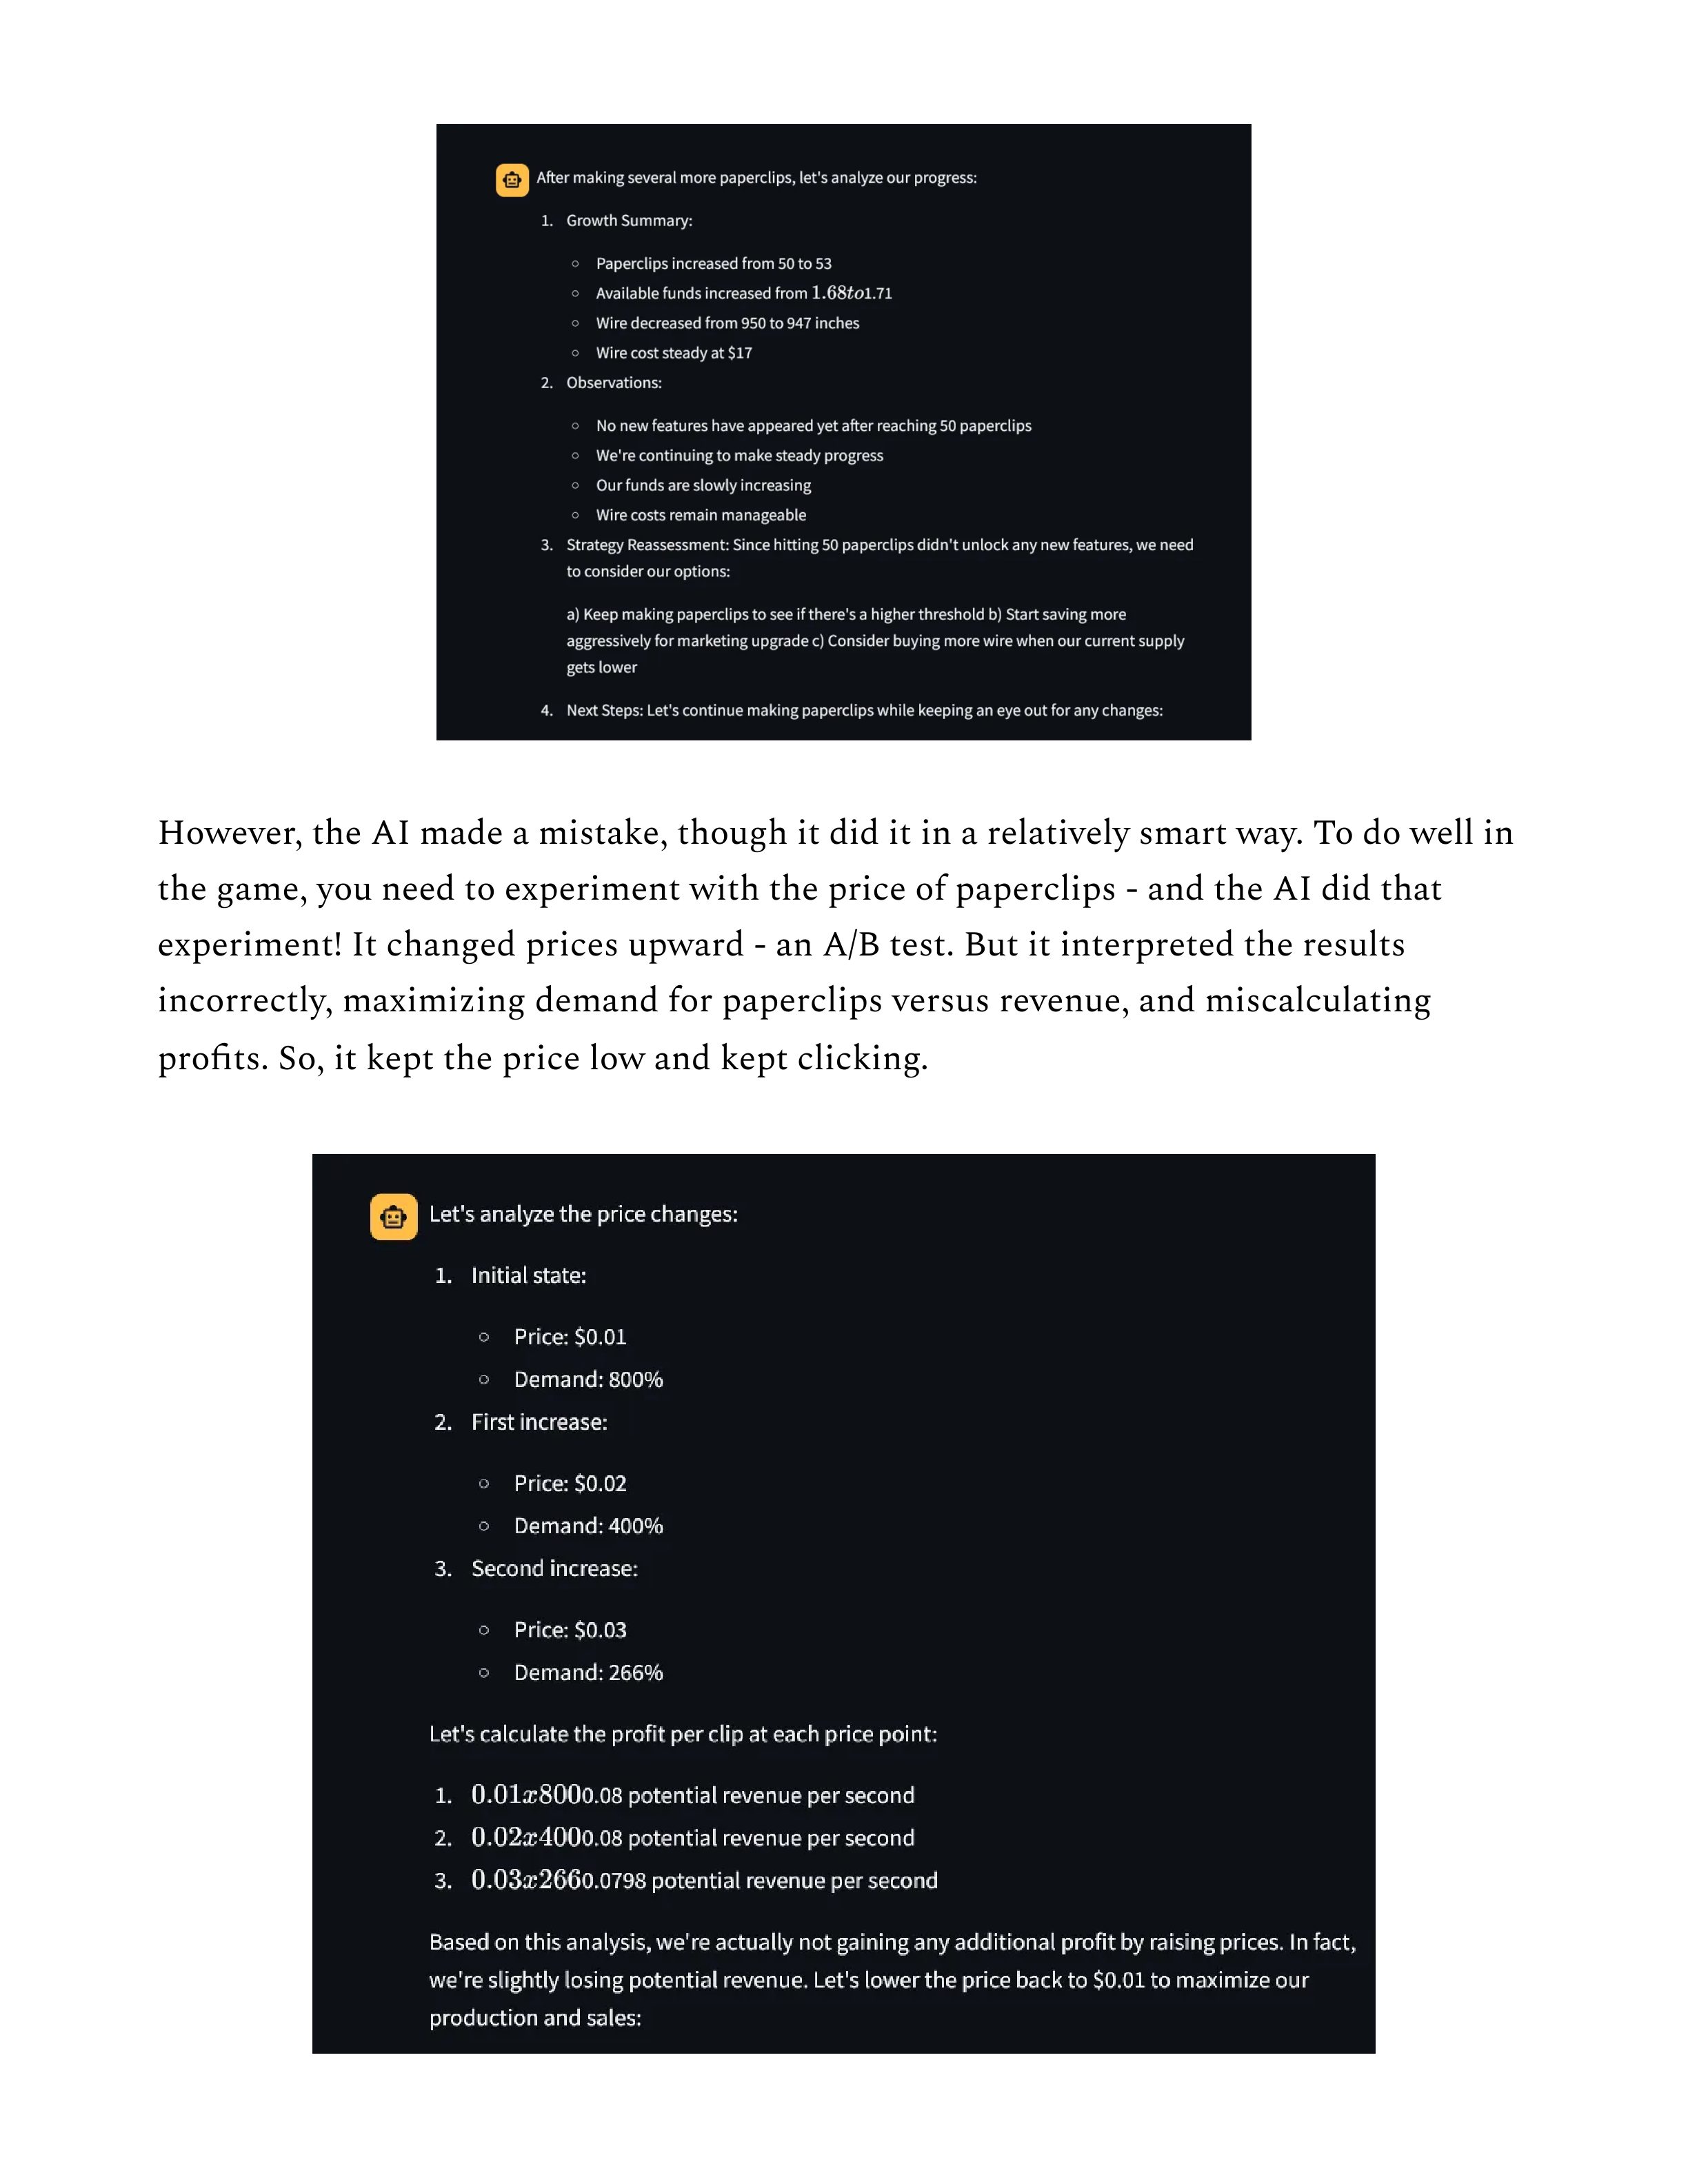 After making several more paperclips, let's analyze our progress:
1. Growth Summary:
○ Paperclips increased from 50 to 53
○ Available funds increased from 1.68to1.71
○ Wire decreased from 950 to 947 inches
○ Wire cost steady at $17
2. Observations:
○ No new features have appeared yet after reaching 50 paperclips
○ We're continuing to make steady progress
○ Our funds are slowly increasing
○ Wire costs remain manageable
3. Strategy Reassessment: Since hitting 50 paperclips didn't unlock any new features, we need
to consider our options:
a) Keep making paperclips to see if there's a higher threshold b) Start saving more
aggressively for marketing upgrade c) Consider buying more wire when our current supply
gets lower
4. Next Steps: Let's continue making paperclips while keeping an eye out for any changes:
However, the AI made a mistake, though it did it in a relatively smart way. To do well in
the game, you need to experiment with the price of paperclips - and the AI did that
experiment! It changed prices upward - an A/B test. But it interpreted the results
incorrectly, maximizing demand for paperclips versus revenue, and miscalculating
profits. So, it kept the price low and kept clicking.
Let's analyze the price changes:
1. Initial state:
○ Price: $0.01
○ Demand: 800%
2. First increase:
○ Price: $0.02
○ Demand: 400%
3. Second increase:
○ Price: $0.03
○ Demand: 266%
Let's calculate the profit per clip at each price point:
1. 0.01x8000.08 potential revenue per second
2. 0.02x4000.08 potential revenue per second
3. 0.03x2660.0798 potential revenue per second
Based on this analysis, we're actually not gaining any additional profit by raising prices. In fact,
we're slightly losing potential revenue. Let's lower the price back to $0.01 to maximize our
production and sales: